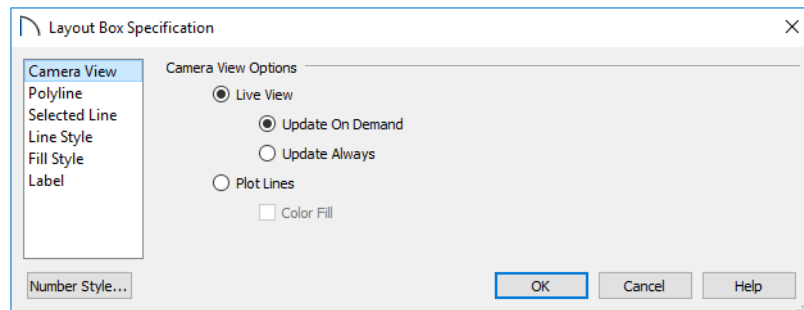 Layout Box Specification
Camera View
Polyline
Selected Line
Line Style
Fill Style
Label
Camera View Options
Live View
Update On Demand
Update Always
Plot Lines
Color Fill
Number Style...
OK
Cancel
Help